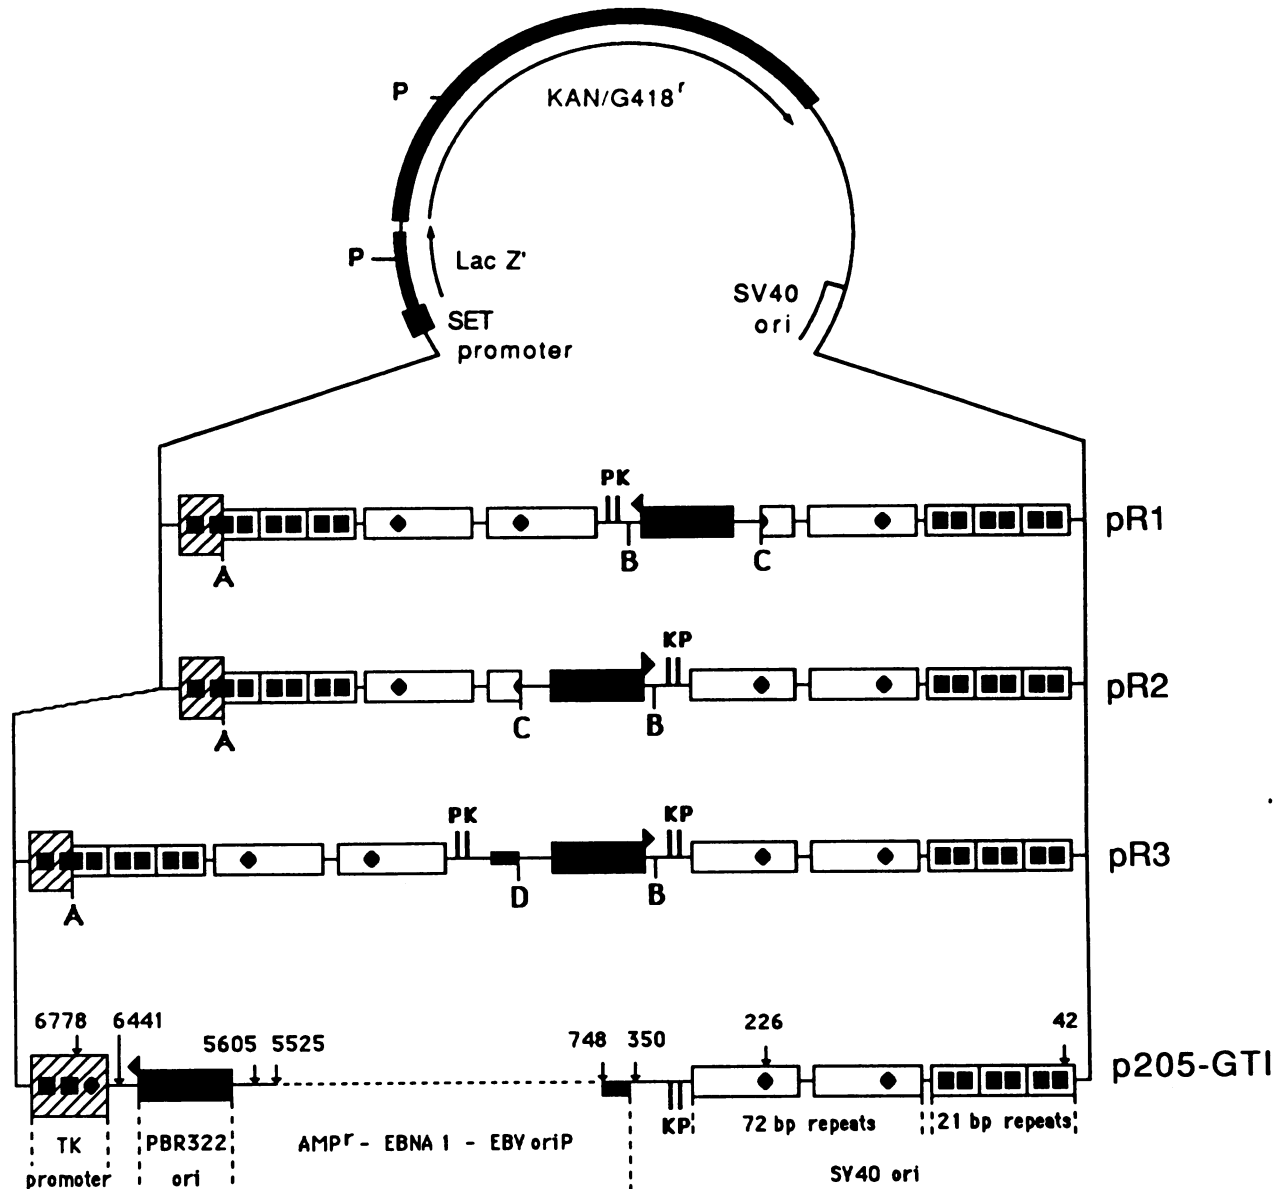 P
KAN/G418r
P
Lac Z'
SET
promoter
SV40
ori
PK
A
B
C
pR1
KP
A
C
B
pR2
PK
KP
A
D
B
pR3
6778
6441
5605
5525
748
350
226
42
p205-GTI
KP
72 bp repeats
21 bp repeats
TK
promoter
PBR322
ori
AMPr - EBNA 1 - EBV oriP
SV40 ori